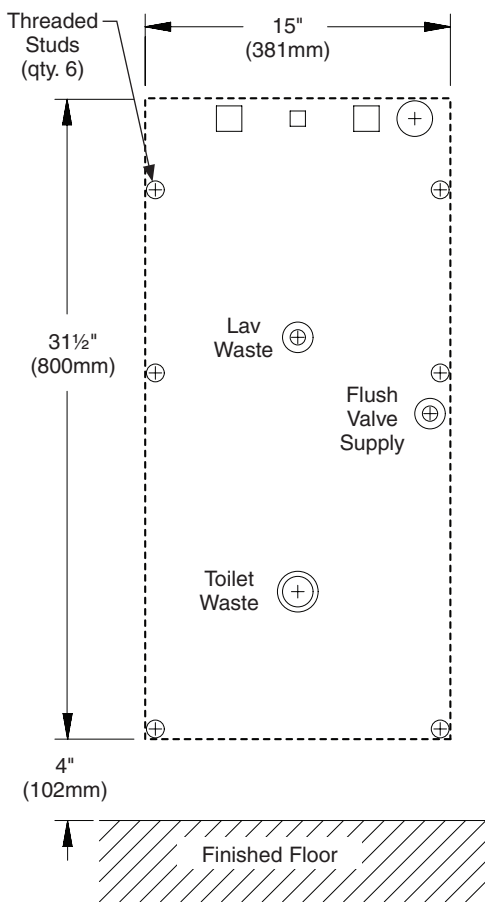 Threaded
Studs
(qty. 6)
15"
(381mm)
31½"
(800mm)
Lav
Waste
Flush
Valve
Supply
Toilet
Waste
4"
(102mm)
Finished Floor